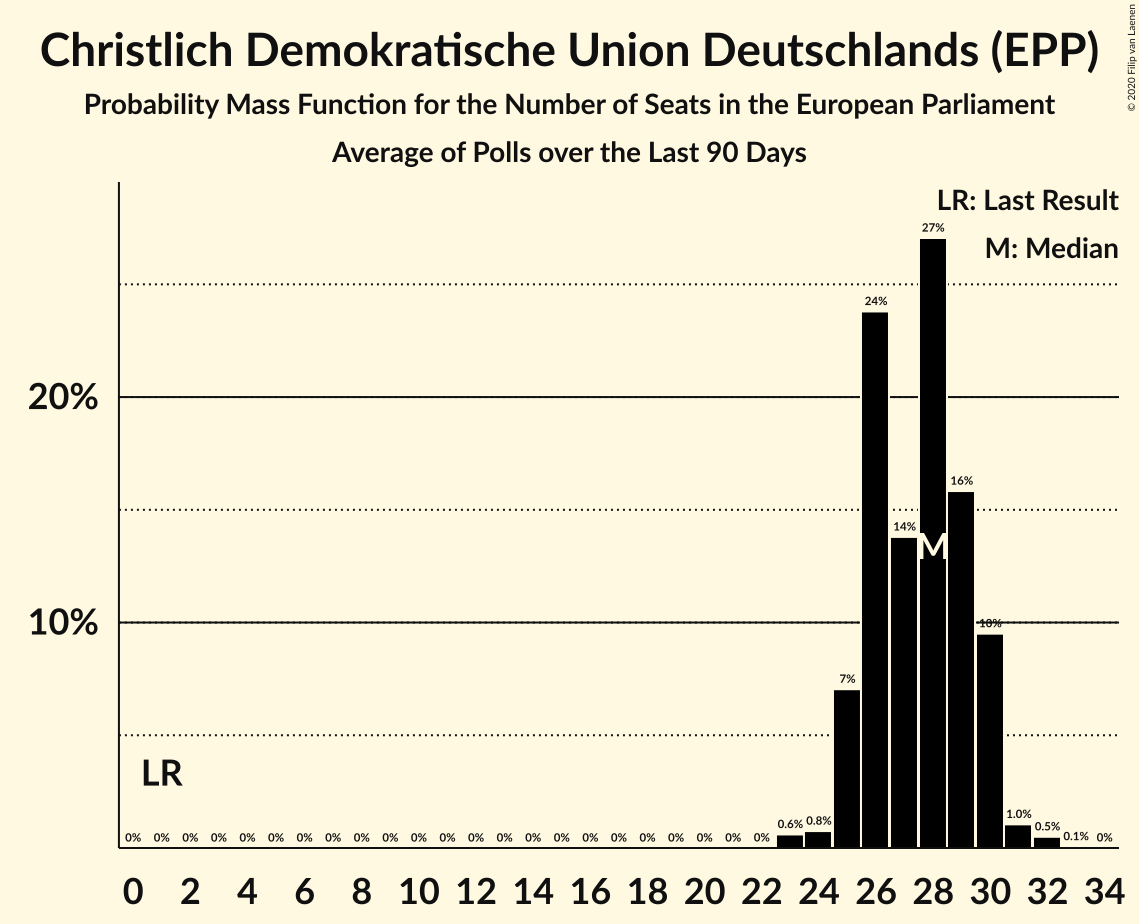 Christlich Demokratische Union Deutschlands (EPP)
Probability Mass Function for the Number of Seats in the European Parliament
Average of Polls over the Last 90 Days
© 2020 Filip van Laenen
LR: Last Result
M: Median
20%
10%
LR
M
0% 0% 0% 0% 0% 0% 0% 0% 0% 0% 0% 0% 0% 0% 0% 0% 0% 0% 0% 0% 0% 0% 0% 0.6% 0.8% 7% 24% 14% 27% 16% 10% 1.0% 0.5% 0.1% 0%
0 2 4 6 8 10 12 14 16 18 20 22 24 26 28 30 32 34